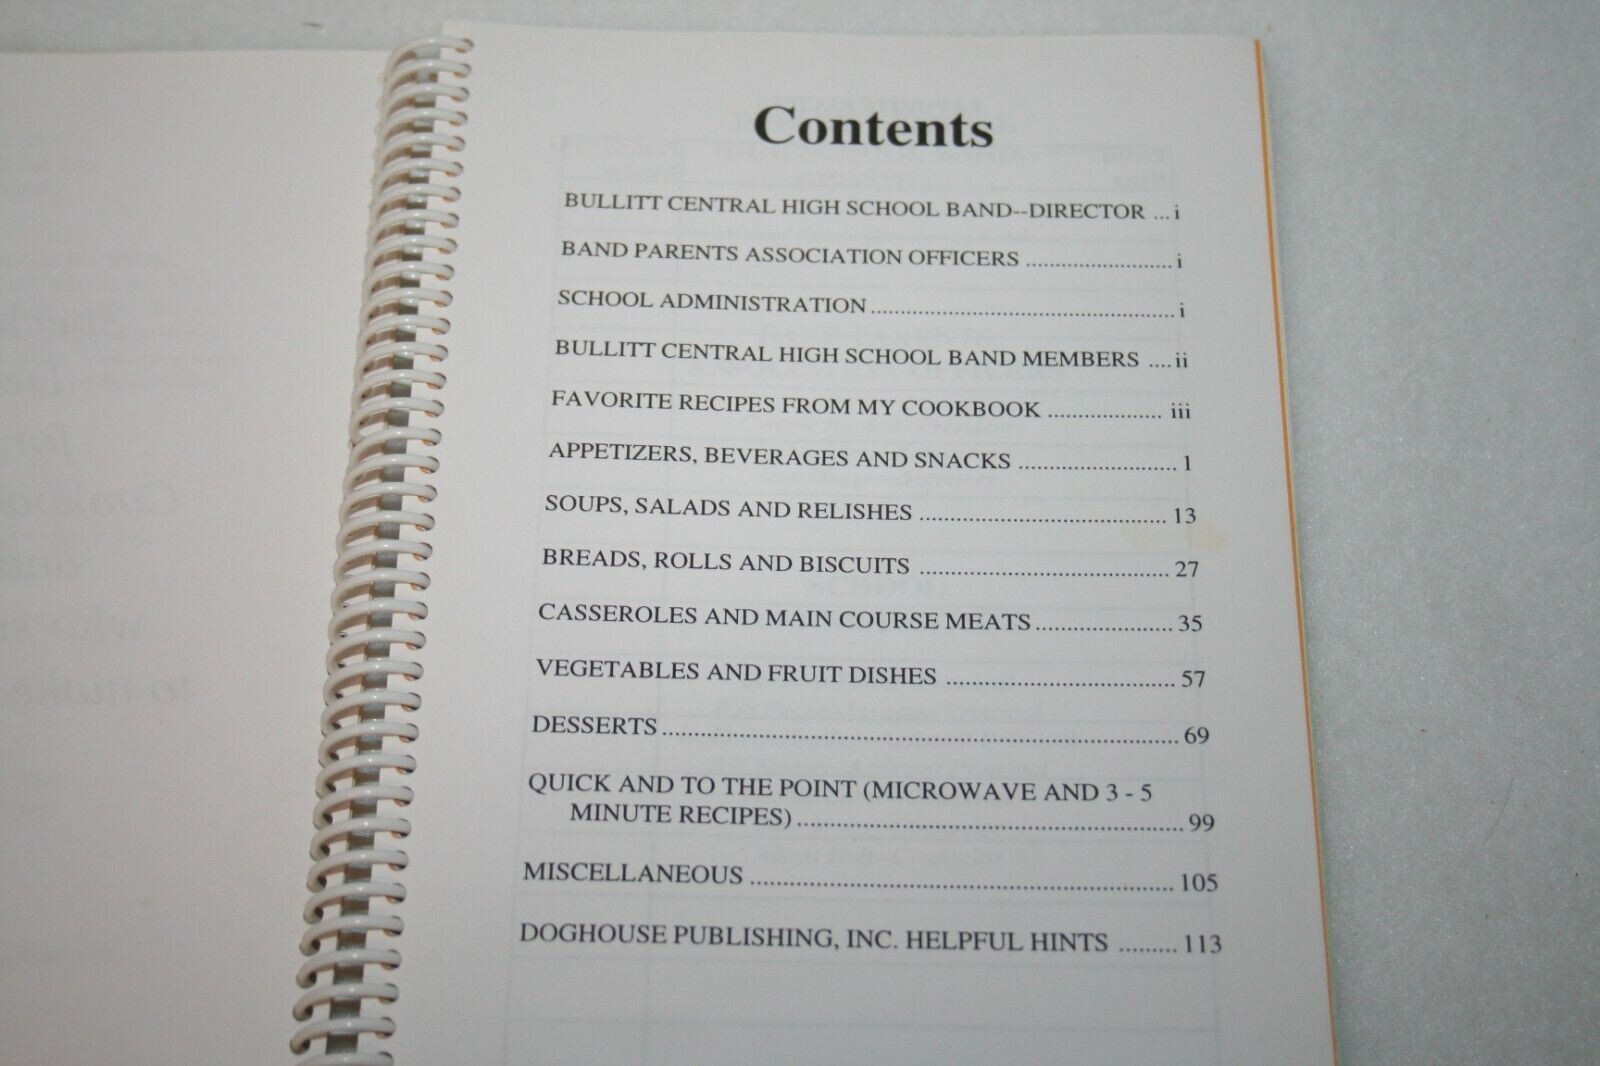 Contents
BULLITT CENTRAL HIGH SCHOOL BAND--DIRECTOR ... i
BAND PARENTS ASSOCIATION OFFICERS ......................... i
SCHOOL ADMINISTRATION .................................................... i
BULLITT CENTRAL HIGH SCHOOL BAND MEMBERS .... ii
FAVORITE RECIPES FROM MY COOKBOOK ................... iii
APPETIZERS, BEVERAGES AND SNACKS ........................... 1
SOUPS, SALADS AND RELISHES .......................................... 13
BREADS, ROLLS AND BISCUITS .......................................... 27
CASSEROLES AND MAIN COURSE MEATS ....................... 35
VEGETABLES AND FRUIT DISHES ....................................... 57
DESSERTS ...................................................................................... 69
QUICK AND TO THE POINT (MICROWAVE AND 3 - 5
MINUTE RECIPES) ................................................................. 99
MISCELLANEOUS ...................................................................... 105
DOGHOUSE PUBLISHING, INC. HELPFUL HINTS ......... 113